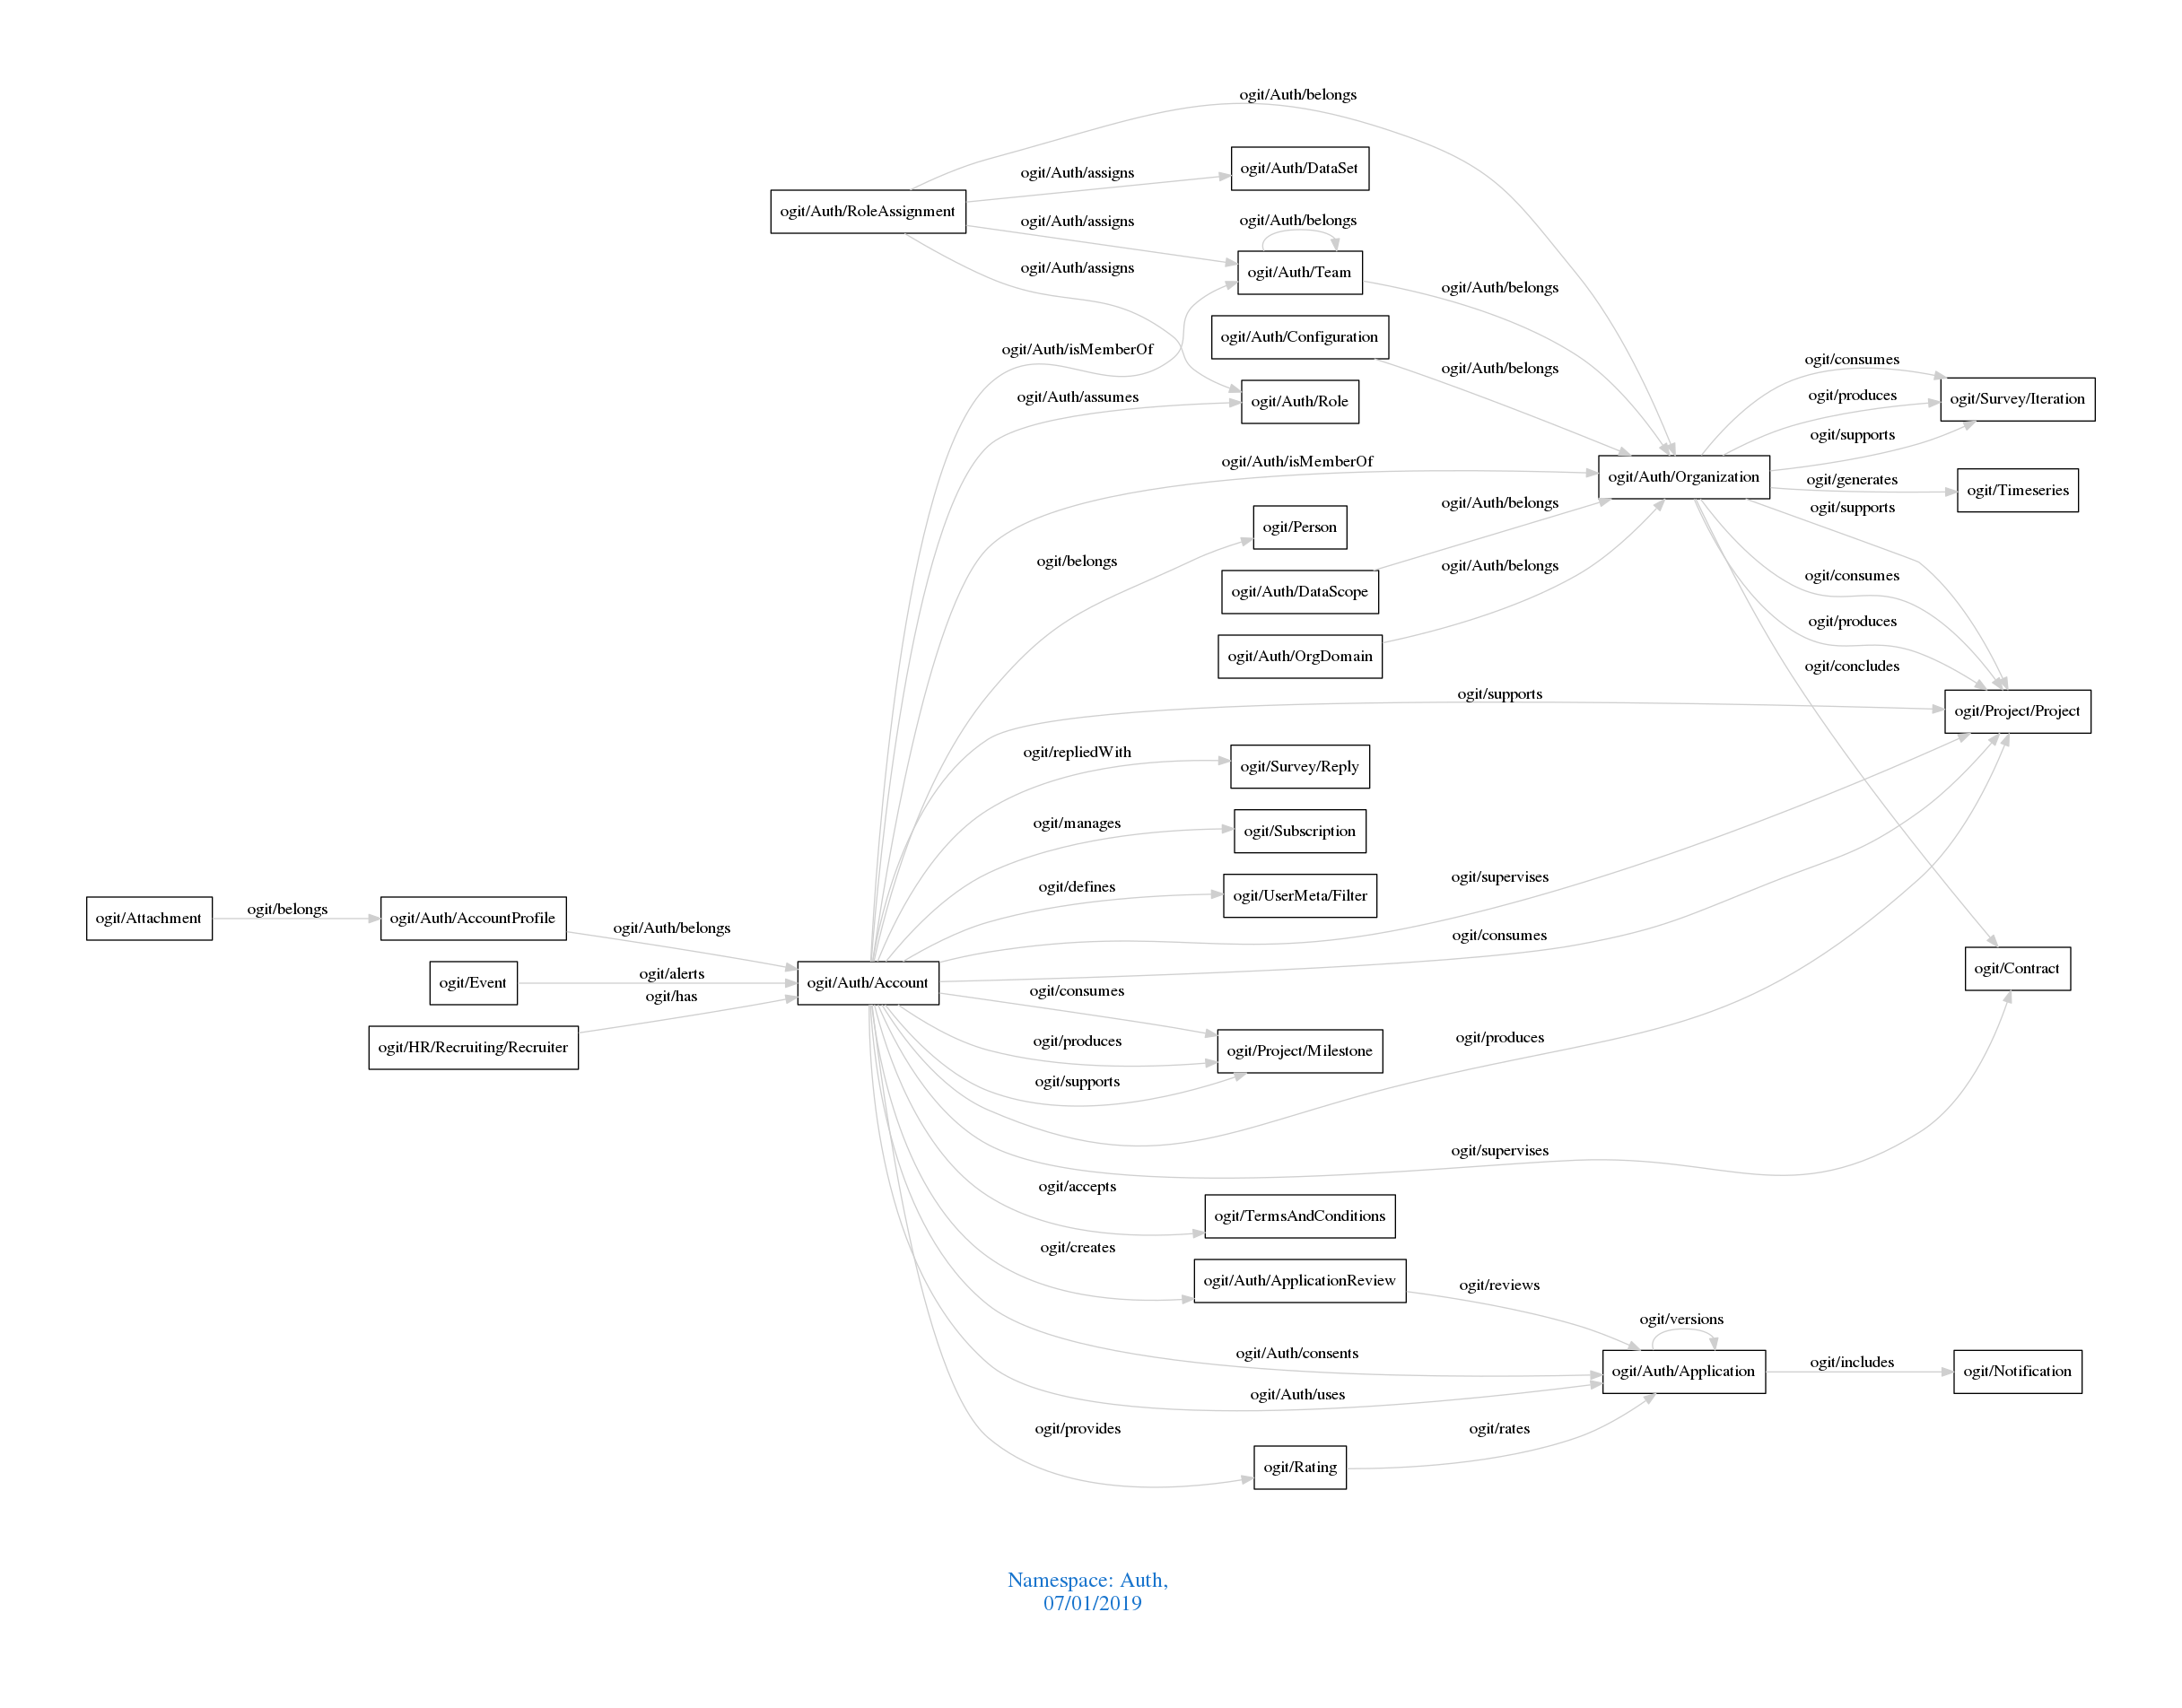 ogit/Auth/belongs
ogit/Auth/DataSet
ogit/Auth/assigns
ogit/Auth/RoleAssignment
ogit/Auth/assigns
ogit/Auth/belongs
ogit/Auth/Team
ogit/Auth/assigns
ogit/Auth/belongs
ogit/Auth/Configuration
ogit/Auth/isMemberOf
ogit/consumes
ogit/Auth/belongs
ogit/Auth/assumes
ogit/Auth/Role
ogit/produces
ogit/Survey/Iteration
ogit/supports
ogit/Auth/isMemberOf
ogit/Auth/Organization
ogit/generates
ogit/Timeseries
ogit/Auth/belongs
ogit/supports
ogit/Person
ogit/belongs
ogit/Auth/belongs
ogit/consumes
ogit/Auth/DataScope
ogit/produces
ogit/Auth/OrgDomain
ogit/concludes
ogit/supports
ogit/Project/Project
ogit/repliedWith
ogit/Survey/Reply
ogit/manages
ogit/Subscription
ogit/supervises
ogit/defines
ogit/UserMeta/Filter
ogit/Attachment
ogit/belongs
ogit/Auth/AccountProfile
ogit/Auth/belongs
ogit/consumes
ogit/Event
ogit/alerts
ogit/has
ogit/Auth/Account
ogit/consumes
ogit/Contract
ogit/HR/Recruiting/Recruiter
ogit/produces
ogit/Project/Milestone
ogit/produces
ogit/supports
ogit/supervises
ogit/accepts
ogit/TermsAndConditions
ogit/creates
ogit/Auth/ApplicationReview
ogit/reviews
ogit/versions
ogit/Auth/consents
ogit/Auth/Application
ogit/includes
ogit/Notification
ogit/Auth/uses
ogit/provides
ogit/rates
ogit/Rating
Namespace: Auth,
07/01/2019